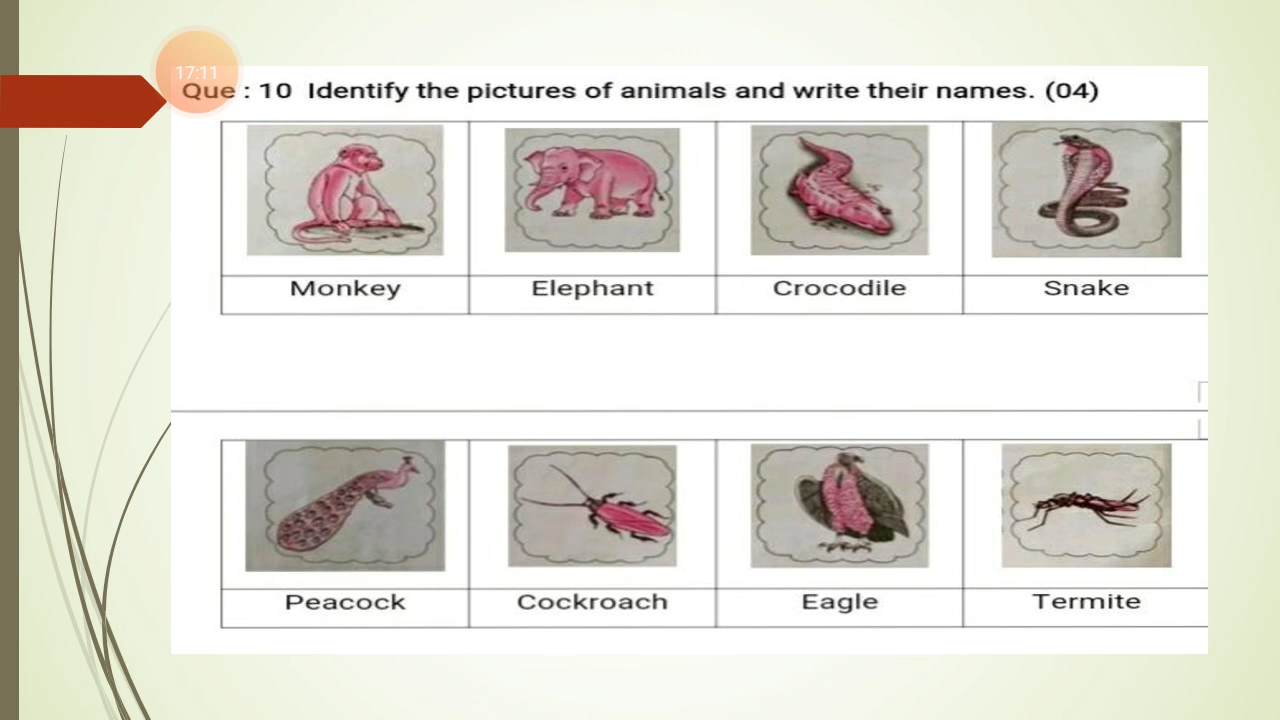 17:11
Que : 10 Identify the pictures of animals and write their names. (04)
Monkey Elephant Crocodile Snake
Peacock Cockroach Eagle Termite